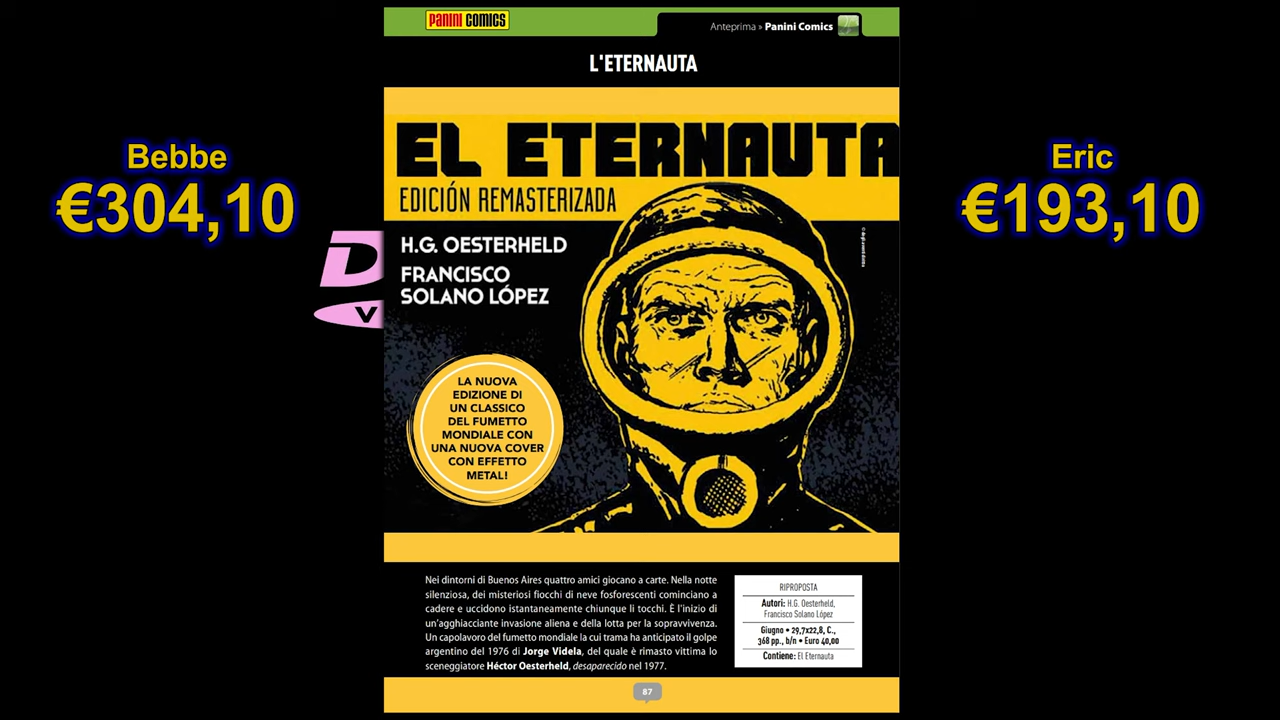 PANINI COMICS
Anteprima » Panini Comics
L'ETERNAUTA
Bebbe
€304,10
Eric
€193,10
D
V
EL ETERNAUTA
EDICIÓN REMASTERIZADA
H.G. OESTERHELD
FRANCISCO
SOLANO LÓPEZ
LA NUOVA
EDIZIONE DI
UN CLASSICO
DEL FUMETTO
MONDIALE CON
UNA NUOVA COVER
CON EFFETTO
METAL!
Nei dintorni di Buenos Aires quattro amici giocano a carte. Nella notte
silenziosa, dei misteriosi fiocchi di neve fosforescenti cominciano a
cadere e uccidono istantaneamente chiunque li tocchi. È l'inizio di
un'agghiacciante invasione aliena e della lotta per la sopravvivenza.
Un capolavoro del fumetto mondiale la cui trama ha anticipato il golpe
argentino del 1976 di Jorge Videla, del quale è rimasto vittima lo
sceneggiatore Héctor Oesterheld, desaparecido nel 1977.
RIPROPOSTA
Autori: H.G. Oesterheld,
Francisco Solano López
Giugno • 29,7x22,8, C.,
368 pp., b/n • Euro 40,00
Contiene: El Eternauta
87